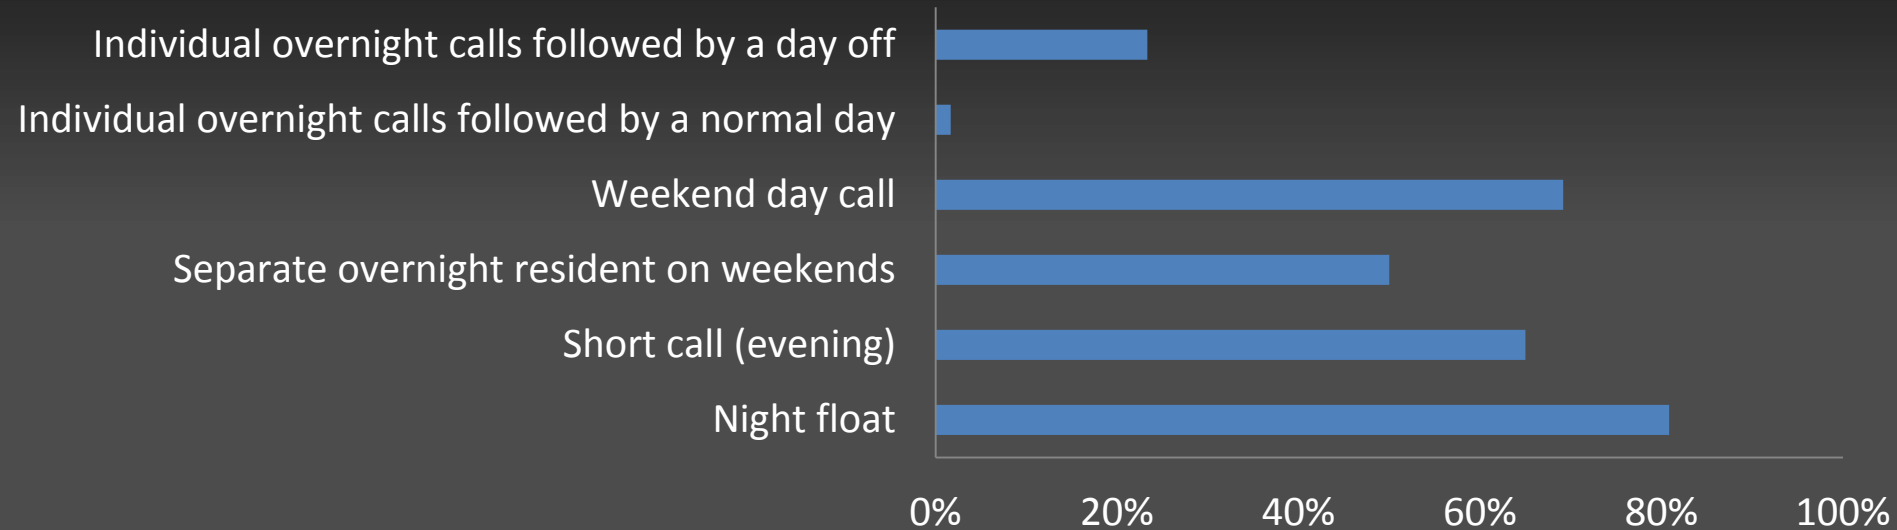 Individual overnight calls followed by a day off
Individual overnight calls followed by a normal day
Weekend day call
Separate overnight resident on weekends
Short call (evening)
Night float
0% 20% 40% 60% 80% 100%